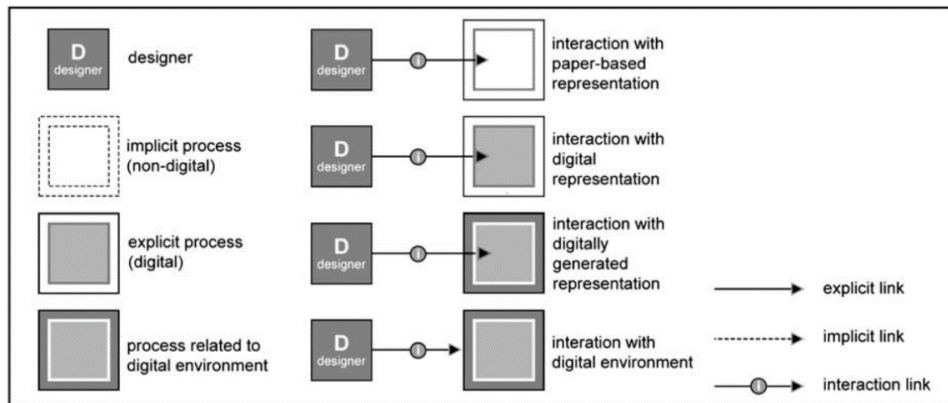 D
designer
designer
implicit process
(non-digital)
explicit process
(digital)
D
designer
process related to
digital environment
D
designer
i
interaction with
paper-based
representation
D
designer
i
interaction with
digital
representation
D
designer
i
interaction with
digitally
generated
representation
D
designer
i
interation with
digital environment
explicit link
implicit link
i
interaction link